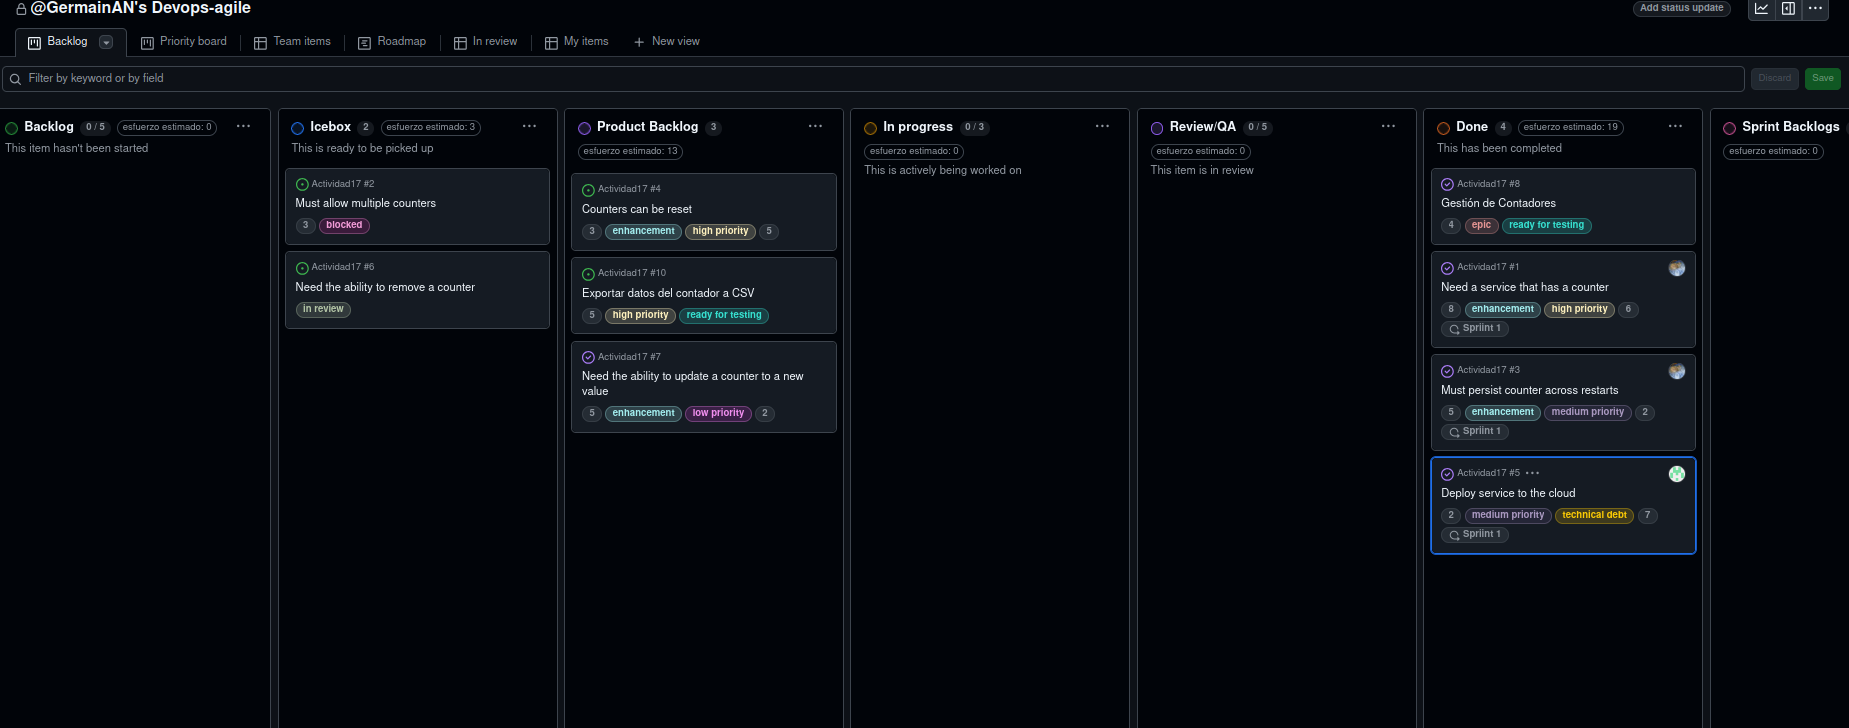 @GermainAN's Devops-agile
Add status update
Backlog
Priority board
Team items
Roadmap
In review
My items
New view
Filter by keyword or by field
Discard
Save
Backlog 0 / 5 esfuerzo estimado: 0
This item hasn't been started
Icebox 2 esfuerzo estimado: 3
This is ready to be picked up
Actividad17 #2
Must allow multiple counters
3 blocked
Actividad17 #6
Need the ability to remove a counter
in review
Product Backlog 3
esfuerzo estimado: 13
Actividad17 #4
Counters can be reset
3 enhancement high priority 5
Actividad17 #10
Exportar datos del contador a CSV
5 high priority ready for testing
Actividad17 #7
Need the ability to update a counter to a new
value
5 enhancement low priority 2
In progress 0 / 3
esfuerzo estimado: 0
This is actively being worked on
Review/QA 0 / 5
esfuerzo estimado: 0
This item is in review
Done 4 esfuerzo estimado: 19
This has been completed
Actividad17 #8
Gestión de Contadores
4 epic ready for testing
Actividad17 #1
Need a service that has a counter
8 enhancement high priority 6
Spriint 1
Actividad17 #3
Must persist counter across restarts
5 enhancement medium priority 2
Spriint 1
Actividad17 #5
Deploy service to the cloud
2 medium priority technical debt 7
Spriint 1
Sprint Backlogs
esfuerzo estimado: 0